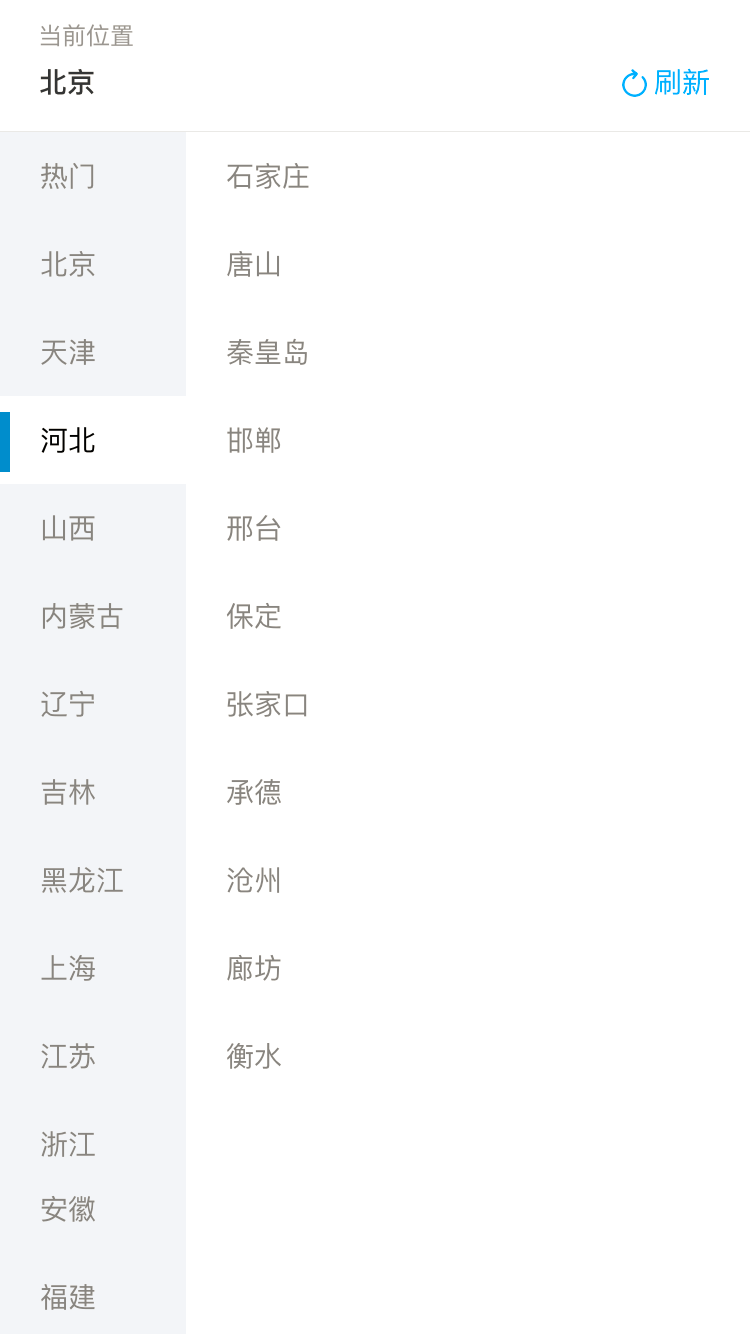 当前位置
北京
刷新
热门
石家庄
北京
唐山
天津
秦皇岛
河北
邯郸
山西
邢台
内蒙古
保定
辽宁
张家口
吉林
承德
黑龙江
沧州
上海
廊坊
江苏
衡水
浙江
安徽
福建